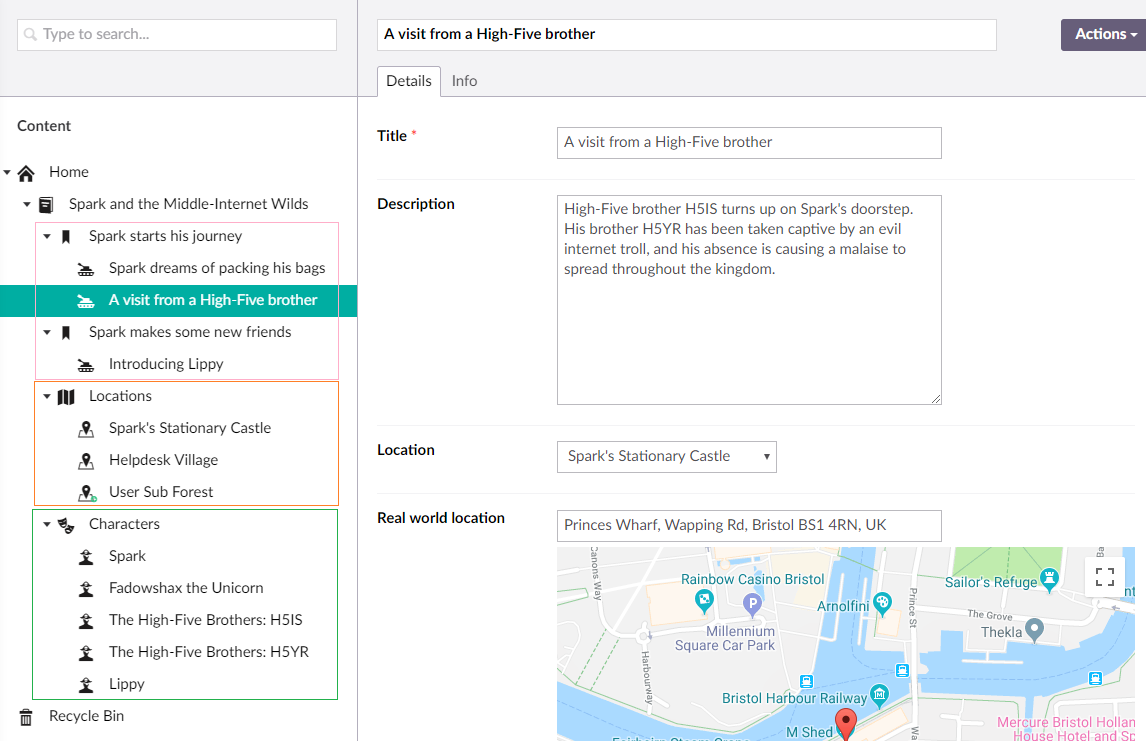 Type to search...
A visit from a High-Five brother
Actions
Details
Info
Content
Home
Spark and the Middle-Internet Wilds
Spark starts his journey
Spark dreams of packing his bags
A visit from a High-Five brother
Spark makes some new friends
Introducing Lippy
Locations
Spark's Stationary Castle
Helpdesk Village
User Sub Forest
Characters
Spark
Fadowshax the Unicorn
The High-Five Brothers: H5IS
The High-Five Brothers: H5YR
Lippy
Recycle Bin
Title *
A visit from a High-Five brother
Description
High-Five brother H5IS turns up on Spark's doorstep.
His brother H5YR has been taken captive by an evil
internet troll, and his absence is causing a malaise to
spread throughout the kingdom.
Location
Spark's Stationary Castle
Real world location
Princes Wharf, Wapping Rd, Bristol BS1 4RN, UK
Canons Way
Rainbow Casino Bristol
P
Millennium
Square Car Park
Harbourway
Arnolfini
Prince St
Sailor's Refuge
The Grove
Thekla
Bristol Harbour Railway
M Shed
Mercure Bristol Hollan
House Hotel and Sp